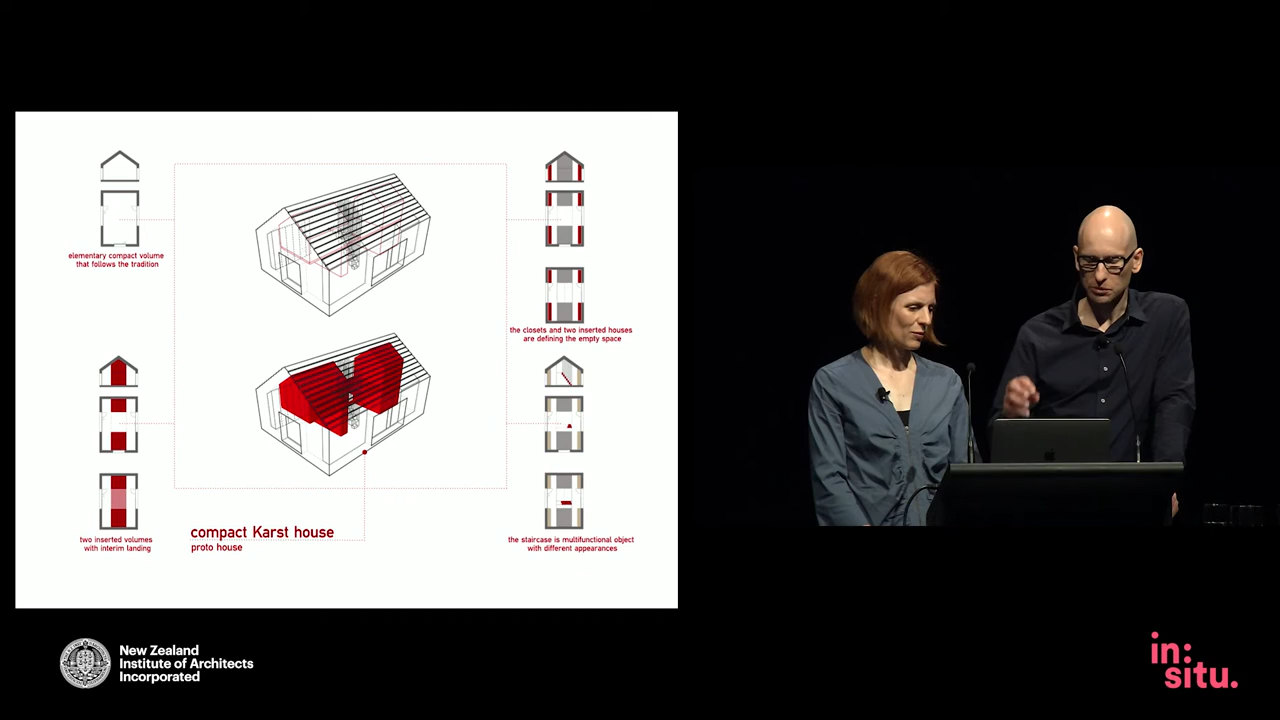 elementary compact volume
that follows the tradition
the closets and two inserted houses
are defining the empty space
two inserted volumes
with interim landing
compact Karst house
proto house
the staircase is multifunctional object
with different appearances
New Zealand
Institute of Architects
Incorporated
in:
situ.